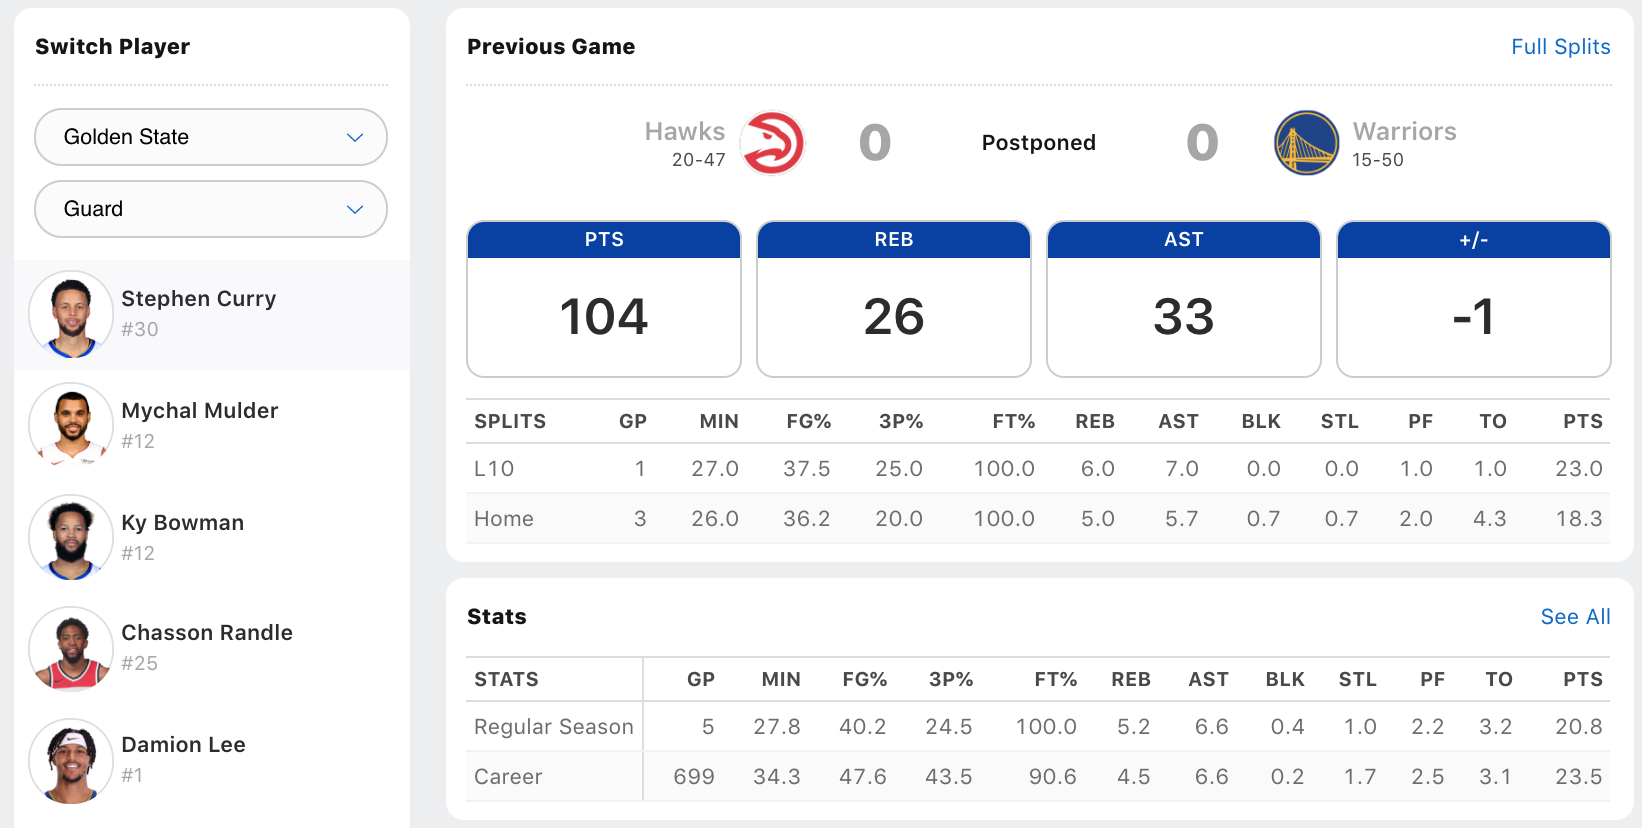 Switch Player
Golden State
Guard
Stephen Curry
#30
Mychal Mulder
#12
Ky Bowman
#12
Chasson Randle
#25
Damion Lee
#1
Previous Game
Full Splits
Hawks
20-47
0
Postponed
0
Warriors
15-50
PTS
104
REB
26
AST
33
+/-
-1
SPLITS GP MIN FG% 3P% FT% REB AST BLK STL PF TO PTS
L10 1 27.0 37.5 25.0 100.0 6.0 7.0 0.0 0.0 1.0 1.0 23.0
Home 3 26.0 36.2 20.0 100.0 5.0 5.7 0.7 0.7 2.0 4.3 18.3
Stats
See All
STATS GP MIN FG% 3P% FT% REB AST BLK STL PF TO PTS
Regular Season 5 27.8 40.2 24.5 100.0 5.2 6.6 0.4 1.0 2.2 3.2 20.8
Career 699 34.3 47.6 43.5 90.6 4.5 6.6 0.2 1.7 2.5 3.1 23.5